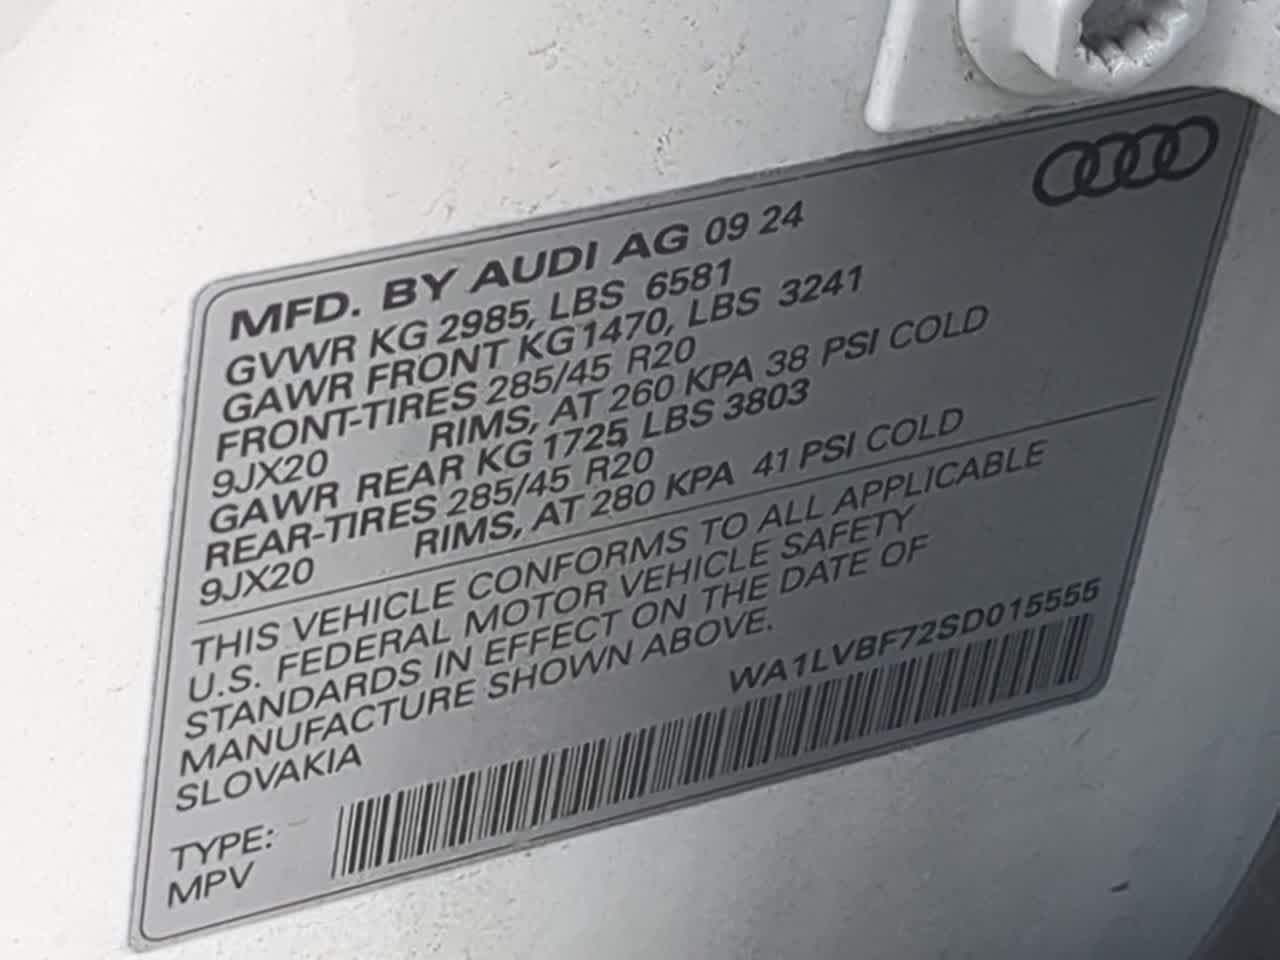 MFD. BY AUDI AG 09 24
GVWR KG 2985, LBS 6581
GAWR FRONT KG 1470, LBS 3241
FRONT-TIRES 285/45 R20
9JX20 RIMS, AT 260 KPA 38 PSI COLD
GAWR REAR KG 1725 LBS 3803
REAR-TIRES 285/45 R20
9JX20 RIMS, AT 280 KPA 41 PSI COLD
THIS VEHICLE CONFORMS TO ALL APPLICABLE
U.S. FEDERAL MOTOR VEHICLE SAFETY
STANDARDS IN EFFECT ON THE DATE OF
MANUFACTURE SHOWN ABOVE.
SLOVAKIA
WA1LVBF72SD015555
TYPE:
MPV